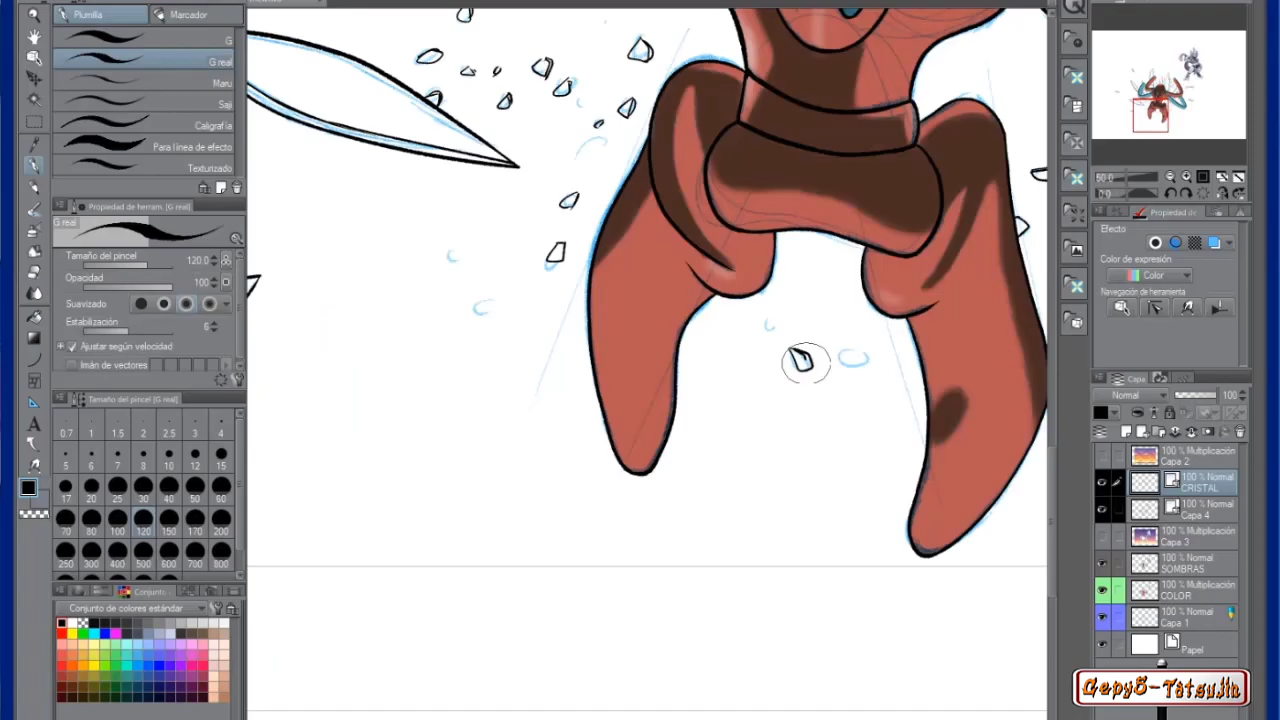 Plumilla Marcador
G
G real
Maru
Saji
Caligrafía
Para línea de efecto
Texturizado
Propiedad de herram. [G real]
G real
Tamaño del pincel 120.0
Opacidad 100
Suavizado
Estabilización 6
Ajustar según velocidad
Imán de vectores
Tamaño del pincel [G real]
0.7 1 1.5 2 2.5 3 4
5 6 7 8 10 12 15
17 20 25 30 40 50 60
70 80 100 120 150 170 200
250 300 400 500 600 700 800
Conjunto
Conjunto de colores estándar
50.0
0.0
Propiedad de
Efecto
Color de expresión
Color
Navegación de herramienta
Capa
Normal 100
100 % Multiplicación
Capa 2
100 % Normal
CRISTAL
100 % Normal
Capa 4
100 % Multiplicación
Capa 3
100 % Normal
SOMBRAS
100 % Multiplicación
COLOR
100 % Normal
Capa 1
Papel
Gepy8-Tatsujin